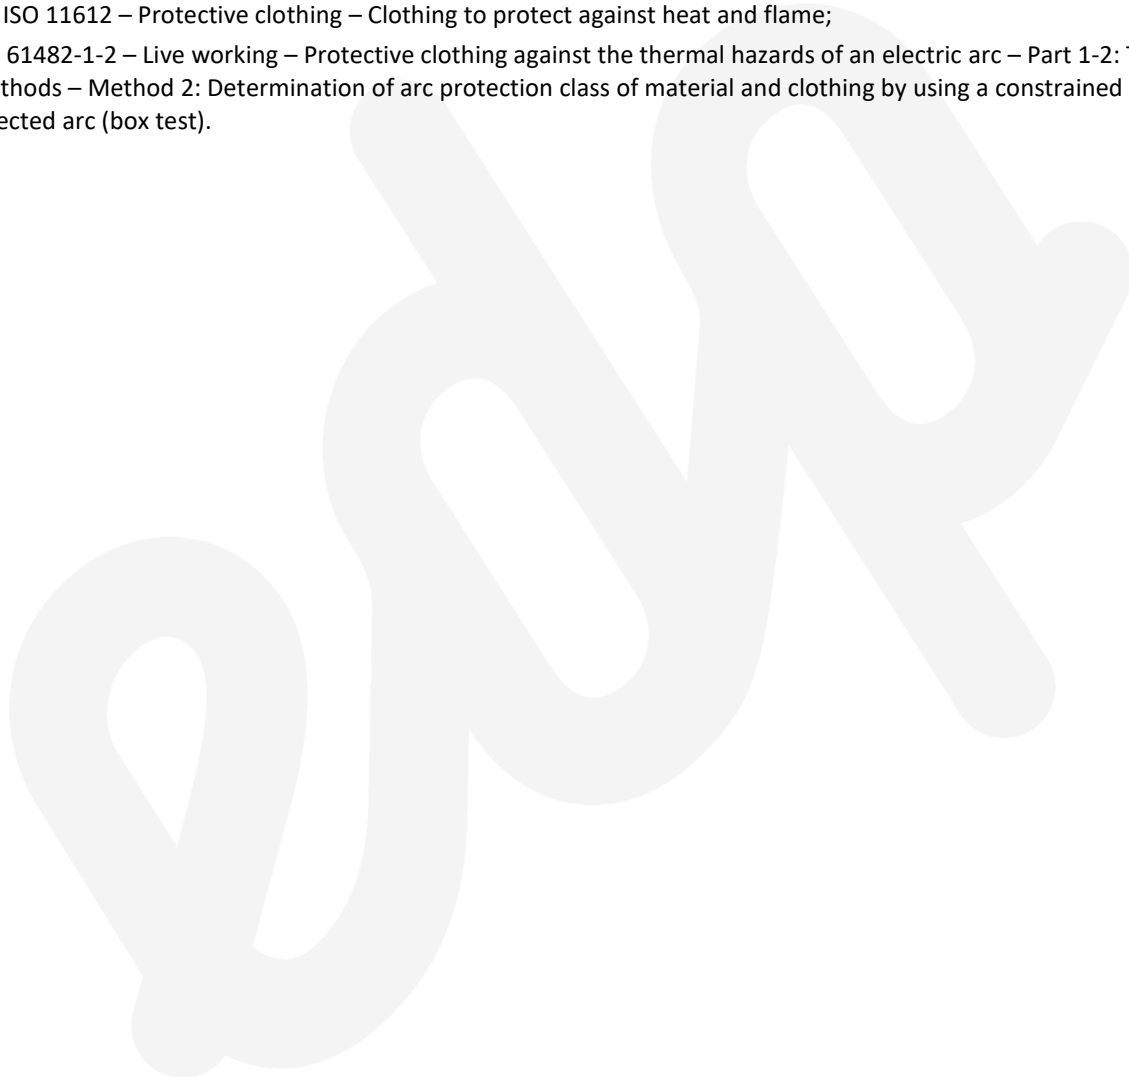 ISO 11612 – Protective clothing – Clothing to protect against heat and flame;
61482-1-2 – Live working – Protective clothing against the thermal hazards of an electric arc – Part 1-2:
thods – Method 2: Determination of arc protection class of material and clothing by using a constrained
ected arc (box test).
edp